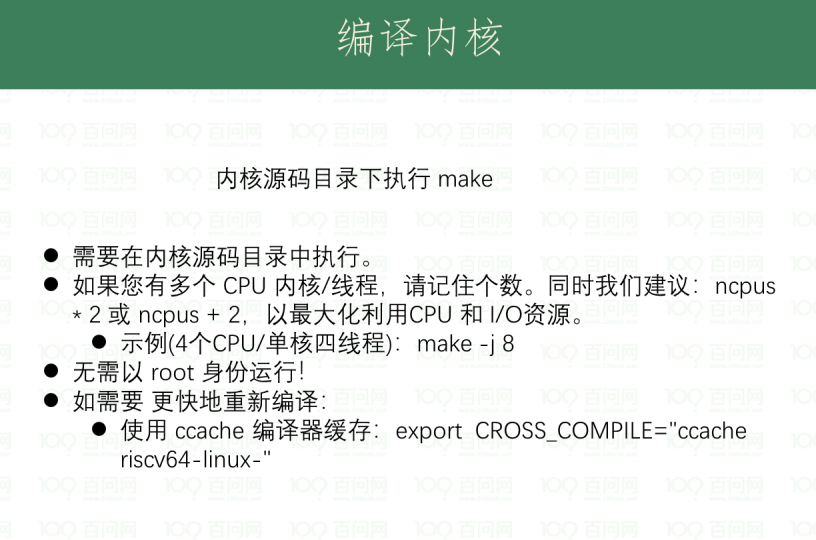 编译内核
内核源码目录下执行 make
● 需要在内核源码目录中执行。
● 如果您有多个 CPU 内核/线程，请记住个数。同时我们建议：ncpus
* 2 或 ncpus + 2，以最大化利用CPU 和 I/O资源。
● 示例(4个CPU/单核四线程)：make -j 8
● 无需以 root 身份运行！
● 如需要 更快地重新编译：
● 使用 ccache 编译器缓存：export CROSS_COMPILE="ccache
riscv64-linux-"
100 百问网